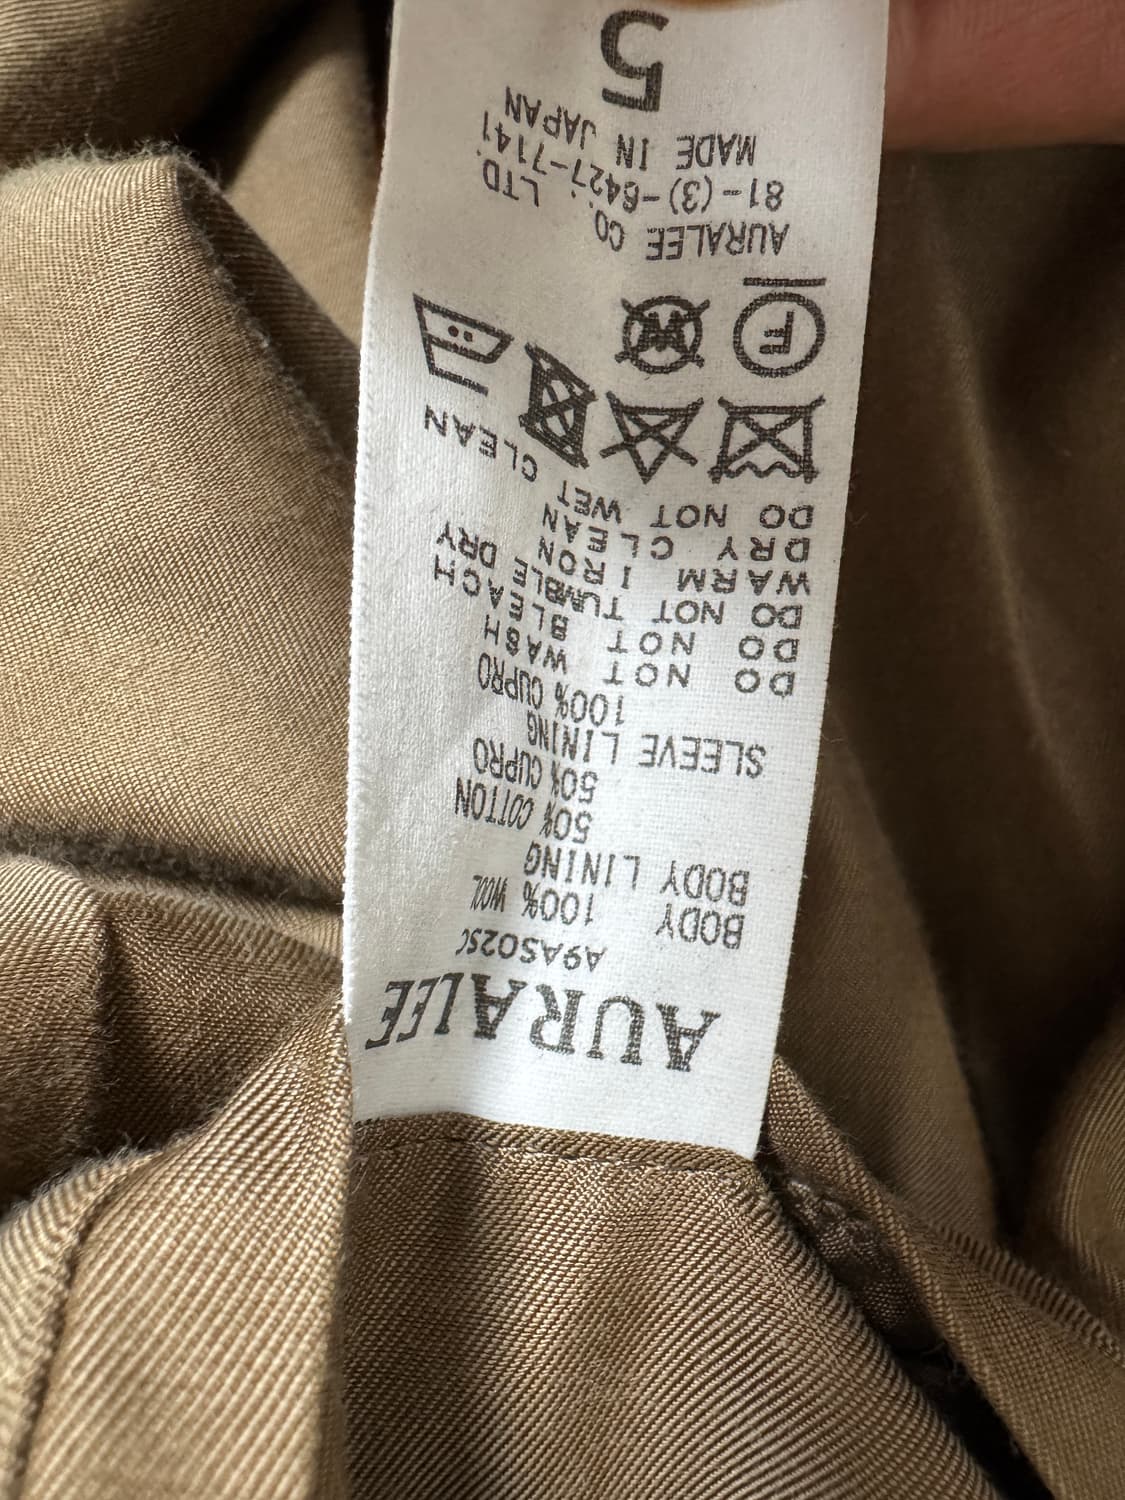 AURALEE
A9AS02SC
BODY
100% WOOL
BODY LINING
50% COTTON
50% CUPRO
SLEEVE LINING
100% CUPRO
DO NOT WASH
DO NOT BLEACH
DO NOT TUMBLE DRY
WARM IRON
DRY CLEAN
DO NOT WET CLEAN
F
W
AURALEE CO., LTD.
81-(3)-6427-7141
MADE IN JAPAN
5